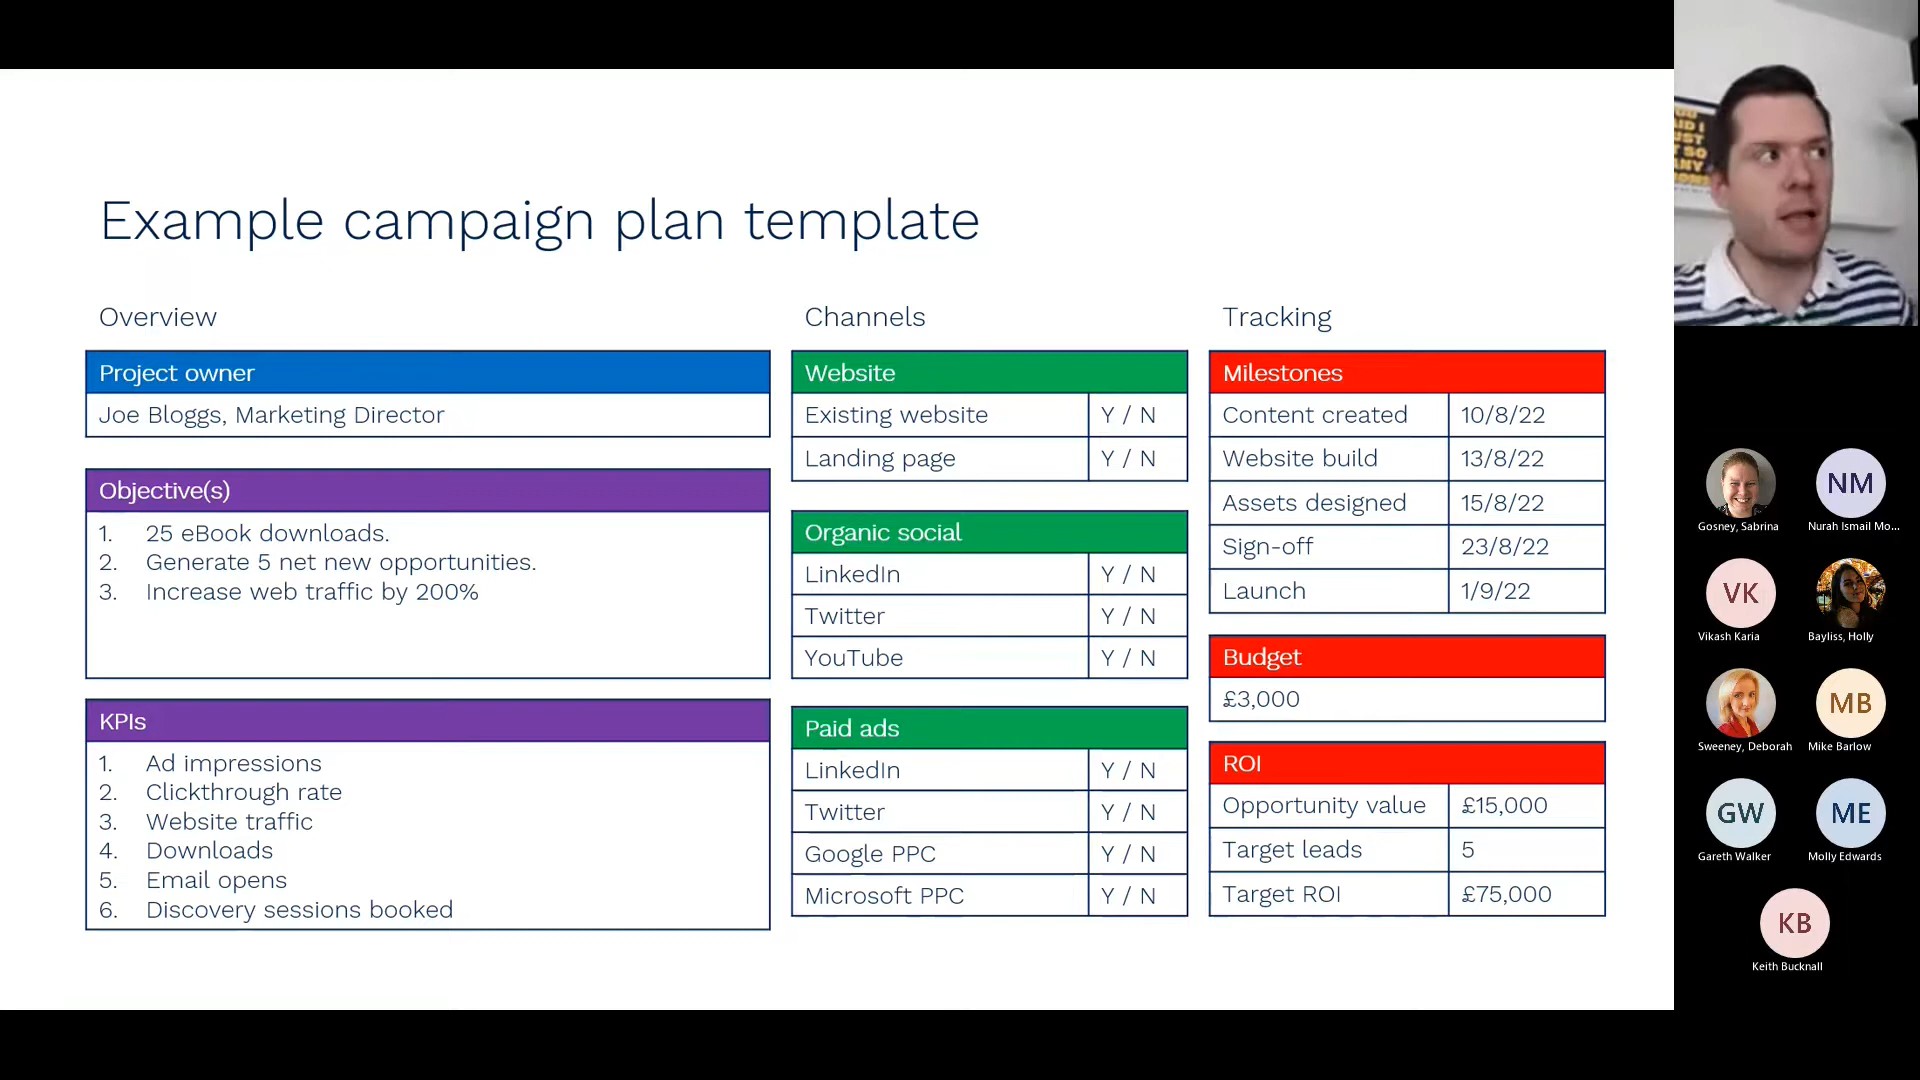 Example campaign plan template
Overview
Project owner
Joe Bloggs, Marketing Director
Objective(s)
1. 25 eBook downloads.
2. Generate 5 net new opportunities.
3. Increase web traffic by 200%
KPIs
1. Ad impressions
2. Clickthrough rate
3. Website traffic
4. Downloads
5. Email opens
6. Discovery sessions booked
Channels
Website
Existing website Y / N
Landing page Y / N
Organic social
LinkedIn Y / N
Twitter Y / N
YouTube Y / N
Paid ads
LinkedIn Y / N
Twitter Y / N
Google PPC Y / N
Microsoft PPC Y / N
Tracking
Milestones
Content created 10/8/22
Website build 13/8/22
Assets designed 15/8/22
Sign-off 23/8/22
Launch 1/9/22
Budget
£3,000
ROI
Opportunity value £15,000
Target leads 5
Target ROI £75,000
Gosney, Sabrina
NM
Nurah Ismail Mo...
VK
Vikash Karia
Bayliss, Holly
Sweeney, Deborah
MB
Mike Barlow
GW
Gareth Walker
ME
Molly Edwards
KB
Keith Bucknall